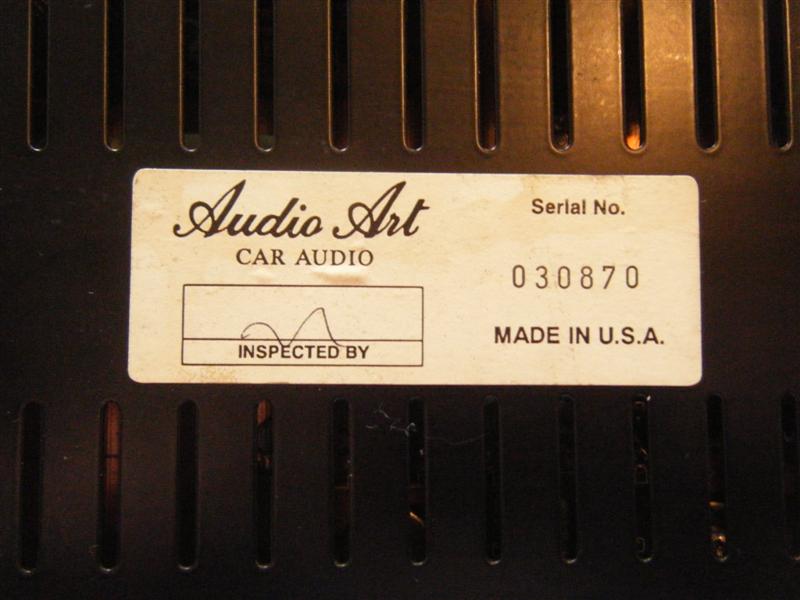 Audio Art
CAR AUDIO
INSPECTED BY
Serial No.
030870
MADE IN U.S.A.